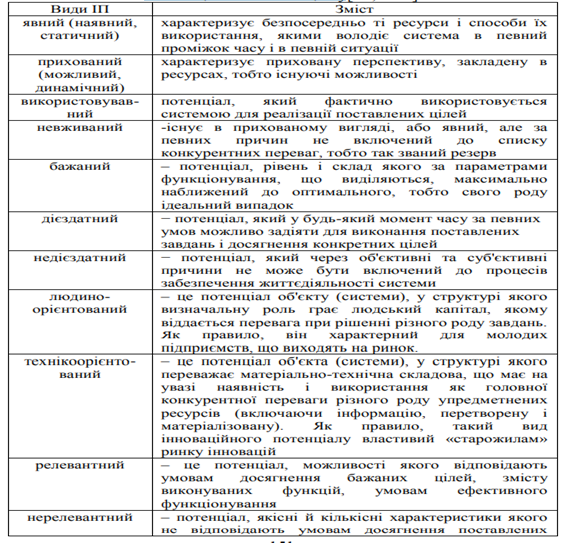 Види ІП Зміст
явний (наявний, характеризує безпосередньо ті ресурси і способи їх
статичний) використання, якими володіє система в певний
проміжок часу і в певній ситуації
прихований характеризує приховану перспективу, закладену в
(можливий, ресурсах, тобто існуючі можливості
динамічний)
використовував- потенціал, який фактично використовується
ний системою для реалізації поставлених цілей
невживаний -існує в прихованому вигляді, або явний, але за
певних причин не включений до списку
конкурентних переваг, тобто так званий резерв
бажаний – потенціал, рівень і склад якого за параметрами
функціонування, що виділяються, максимально
наближений до оптимального, тобто свого роду
ідеальний випадок
дієздатний – потенціал, який у будь-який момент часу за певних
умов можливо задіяти для виконання поставлених
завдань і досягнення конкретних цілей
недієздатний – потенціал, який через об'єктивні та суб'єктивні
причини не може бути включений до процесів
забезпечення життєдіяльності системи
людино- – це потенціал об'єкту (системи), у структурі якого
орієнтований визначальну роль грає людський капітал, якому
віддається перевага при рішенні різного роду завдань.
Як правило, він характерний для молодих
підприємств, що виходять на ринок.
технікоорієнто- – це потенціал об'єкта (системи), у структурі якого
ваний переважає матеріально-технічна складова, що має на
увазі наявність і використання як головної
конкурентної переваги різного роду упредметнених
ресурсів (включаючи інформацію, перетворену і
матеріалізовану). Як правило, такий вид
інноваційного потенціалу властивий «старожилам»
ринку інновацій
релевантний – це потенціал, можливості якого відповідають
умовам досягнення бажаних цілей, змісту
виконуваних функцій, умовам ефективного
функціонування
нерелевантний – потенціал, якісні й кількісні характеристики якого
не відповідають умовам досягнення поставлених